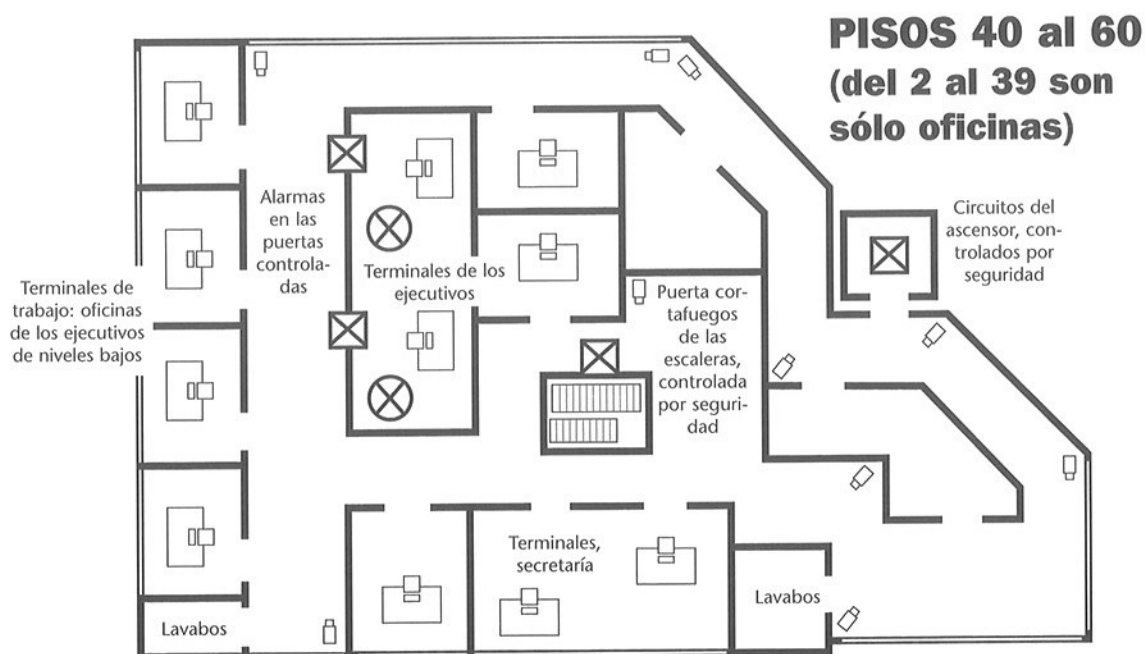 PISOS 40 al 60
(del 2 al 39 son
sólo oficinas)
Alarmas
en las
puertas
controla-
das
Circuitos del
ascensor, con-
trolados por
seguridad
Terminales de
trabajo: oficinas
de los ejecutivos
de niveles bajos
Terminales de los
ejecutivos
Puerta cor-
tafuegos
de las
escaleras,
controlada
por seguri-
dad
Terminales,
secretaría
Lavabos
Lavabos